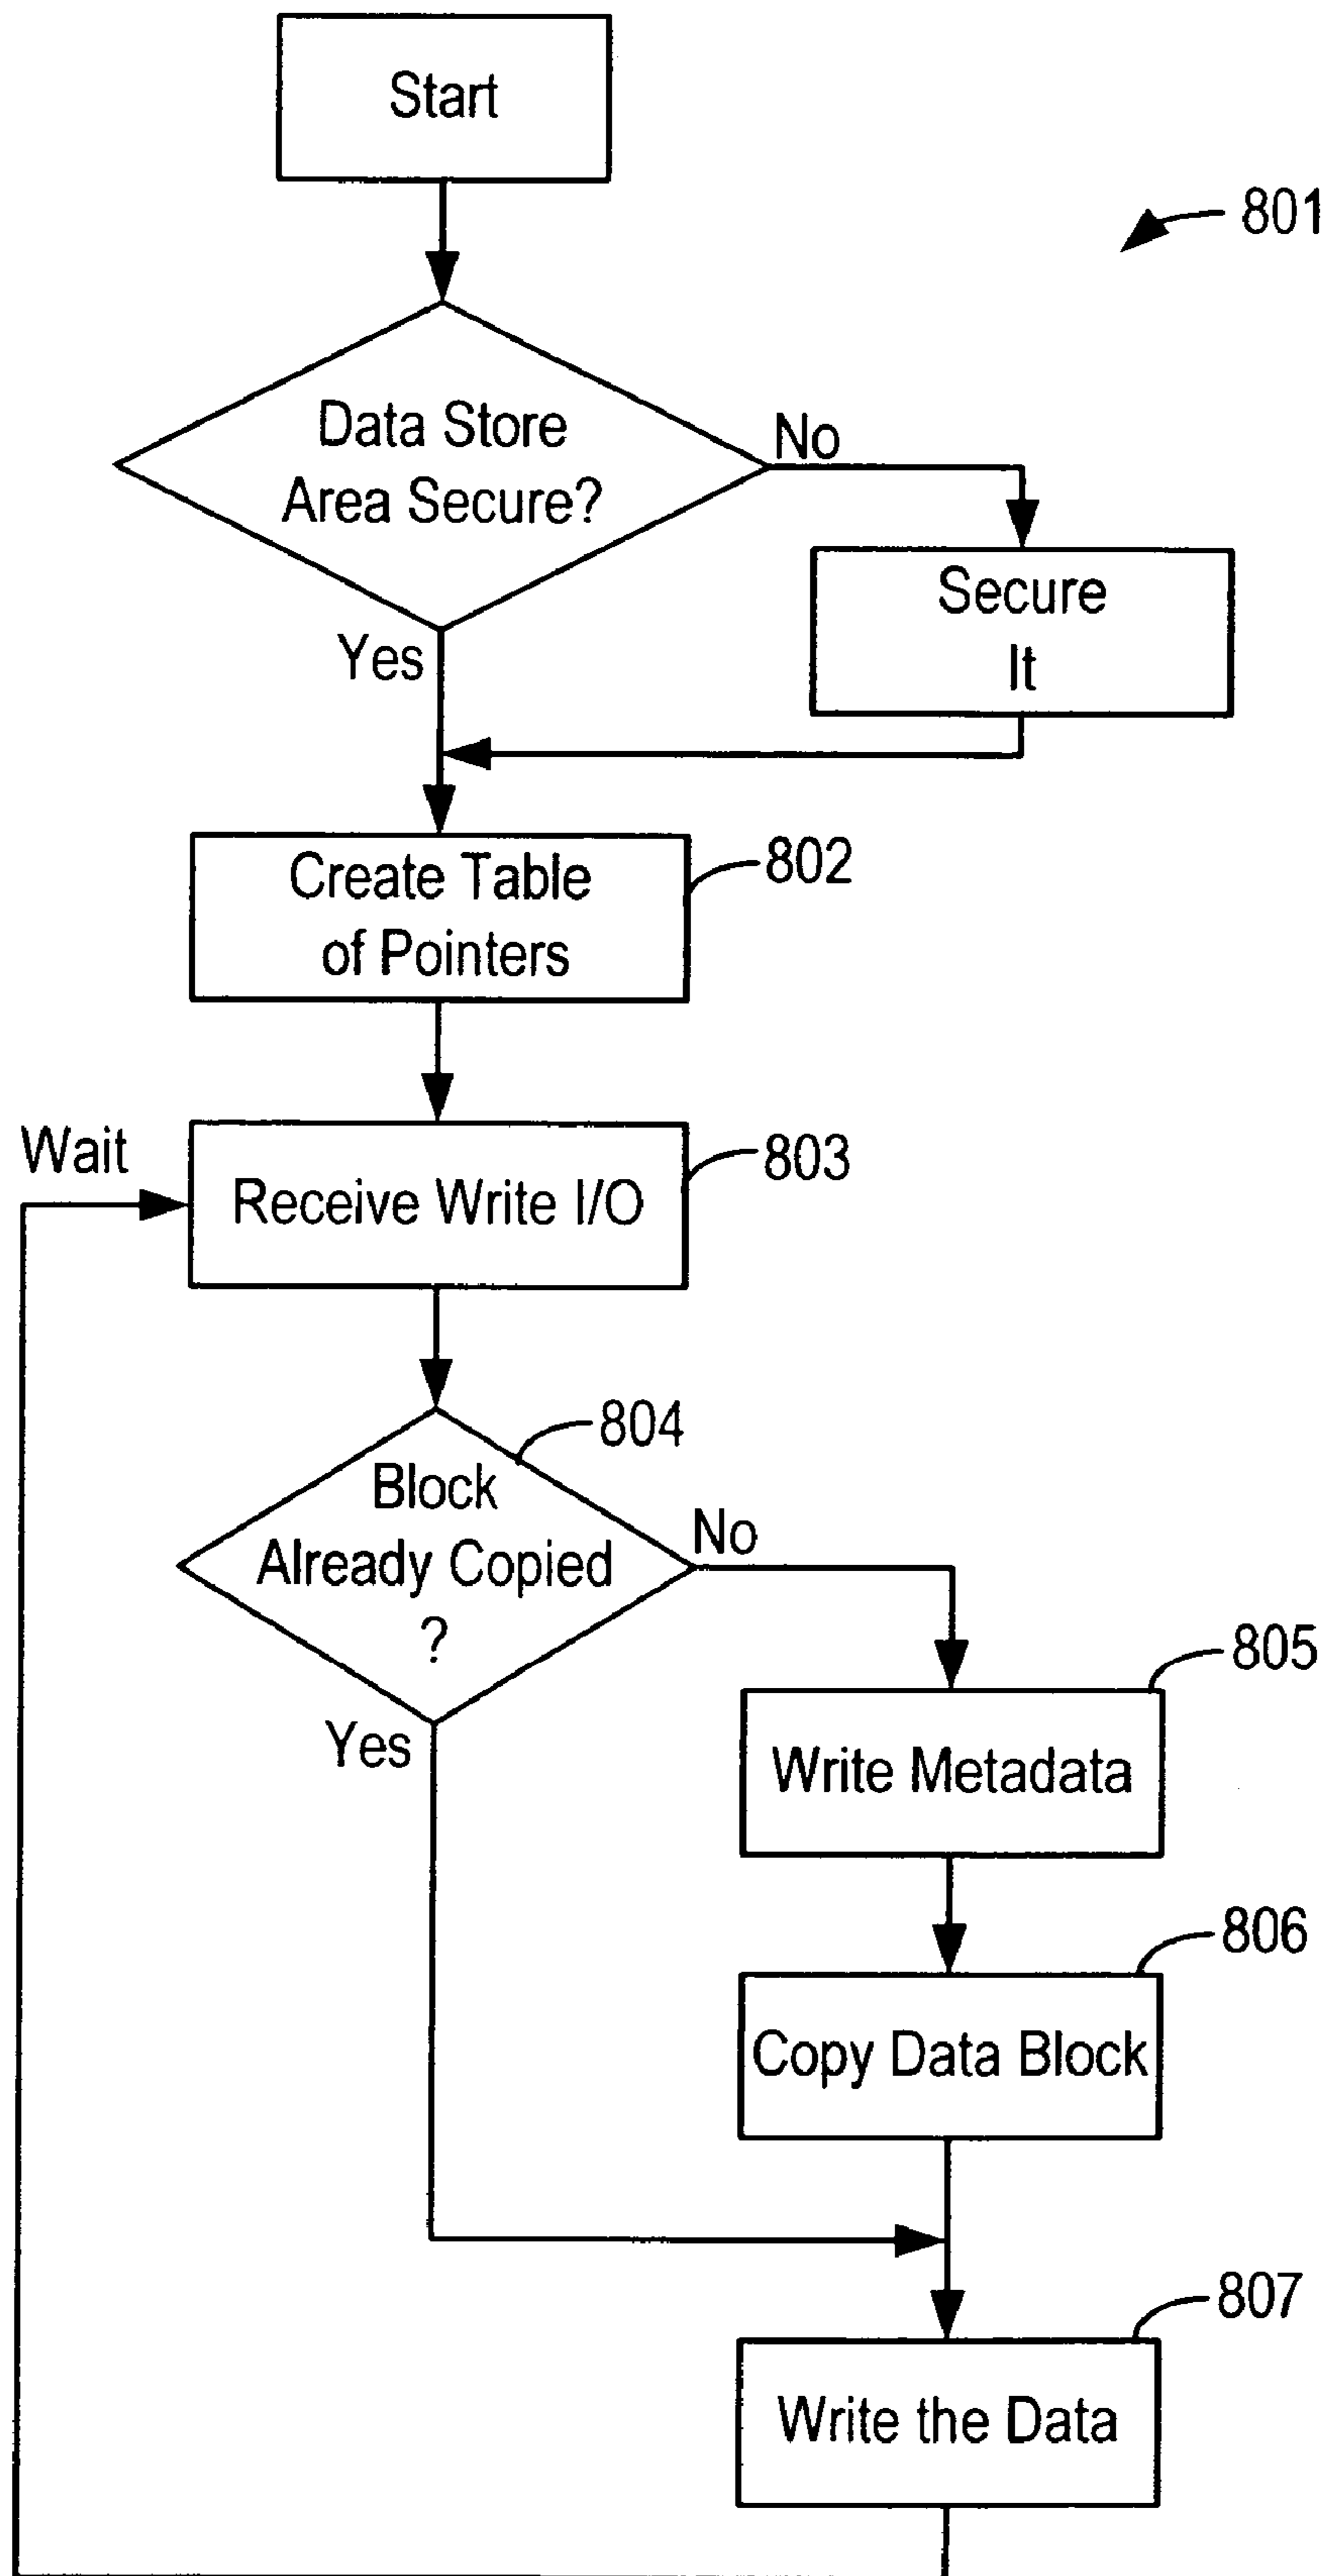 Start
801
Data Store
Area Secure?
No
Secure
It
Yes
Create Table
of Pointers
802
Wait
Receive Write I/O
803
804
Block
Already Copied
?
No
Yes
805
Write Metadata
806
Copy Data Block
807
Write the Data